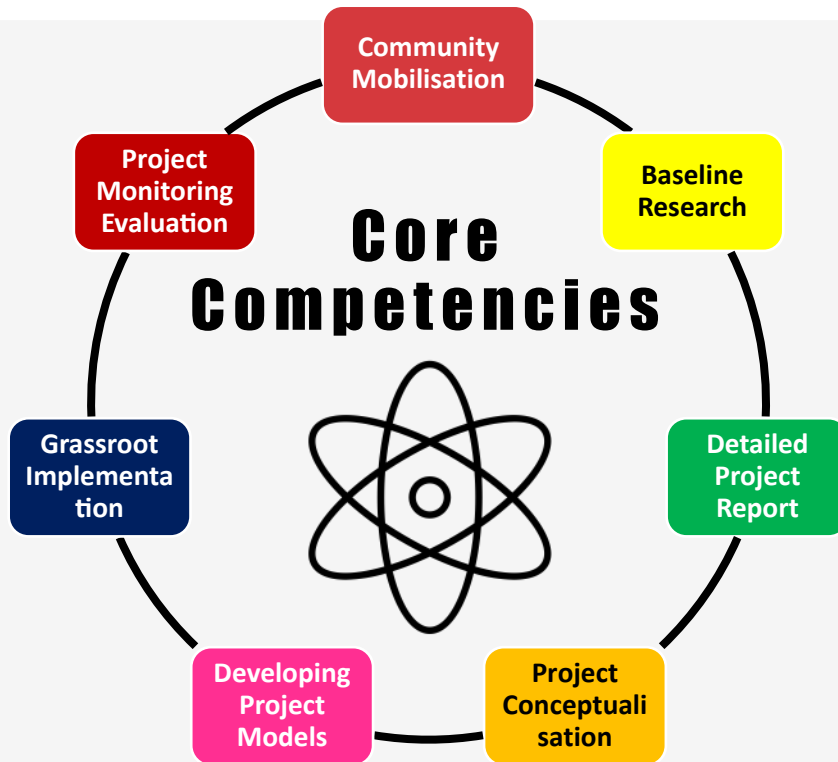 Community
Mobilisation
Project
Monitoring
Evaluation
Baseline
Research
Core
Competencies
Grassroot
Implementa
tion
Detailed
Project
Report
Developing
Project
Models
Project
Conceptuali
sation